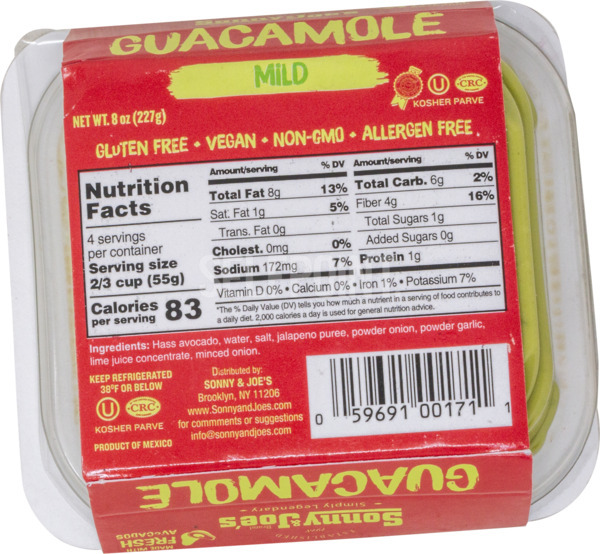 GUACAMOLE
MILD
NET WT. 8 oz (227g)
U
CRC
KOSHER PARVE
GLUTEN FREE • VEGAN • NON-GMO • ALLERGEN FREE.
Nutrition
Facts
4 servings
per container
Serving size
2/3 cup (55g)
Calories
per serving 83
Amount/serving % DV
Total Fat 8g 13%
Sat. Fat 1g 5%
Trans. Fat 0g
Cholest. 0mg 0%
Sodium 172mg 7%
Amount/serving % DV
Total Carb. 6g 2%
Fiber 4g 16%
Total Sugars 1g
Added Sugars 0g
Protein 1g
Vitamin D 0% • Calcium 0% • Iron 1% • Potassium 7%
*The % Daily Value (DV) tells you how much a nutrient in a serving of food contributes to
a daily diet. 2,000 calories a day is used for general nutrition advice.
Ingredients: Hass avocado, water, salt, jalapeno puree, powder onion, powder garlic,
lime juice concentrate, minced onion.
KEEP REFRIGERATED
38ºF OR BELOW
U
CRC
KOSHER PARVE
PRODUCT OF MEXICO
Distributed by:
SONNY & JOE'S
Brooklyn, NY 11206
www.SonnyandJoes.com
for commments or suggestions
info@sonnyandjoes.com
0 59691 00171 1
GUACAMOLE
Simply Legendary
Sonny & Joe's
ESTABLISHED
MADE WITH
FRESH
AVOCADOS